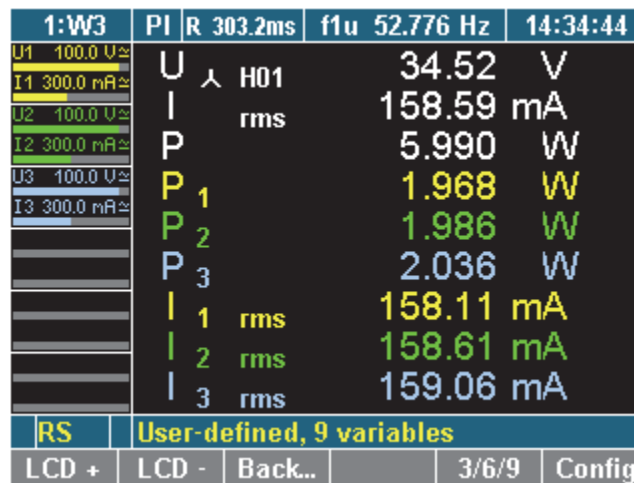 1:W3 PI R 303.2ms f1u 52.776 Hz 14:34:44
U1 100.0 V≃
I1 300.0 mA≃
U2 100.0 V≃
I2 300.0 mA≃
U3 100.0 V≃
I3 300.0 mA≃
U ⅄ H01 34.52 V
I rms 158.59 mA
P 5.990 W
P 1 1.968 W
P 2 1.986 W
P 3 2.036 W
I 1 rms 158.11 mA
I 2 rms 158.61 mA
I 3 rms 159.06 mA
RS User-defined, 9 variables
LCD + LCD - Back... 3/6/9 Config